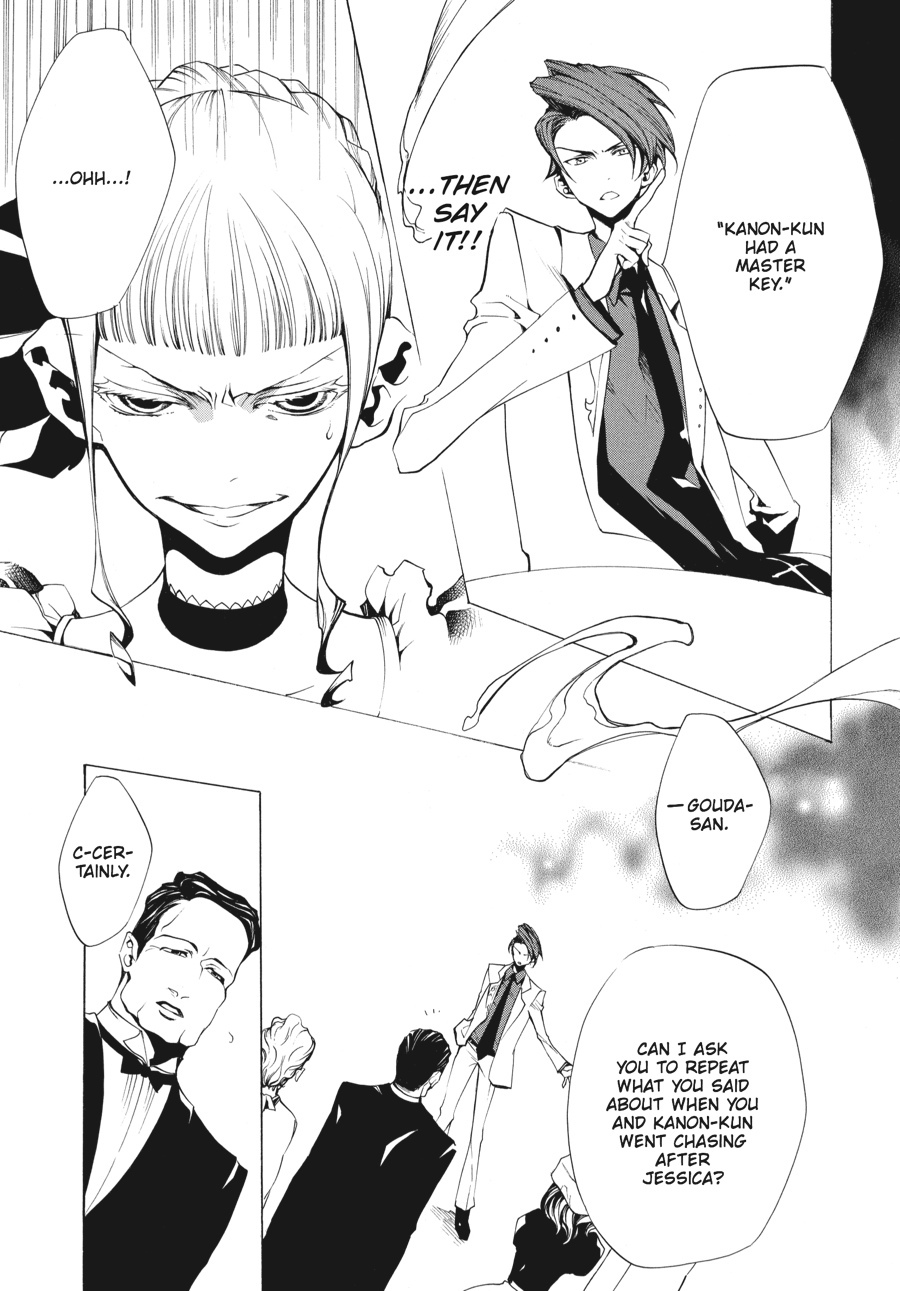 "KANON-KUN
HAD A
MASTER
KEY."
...THEN
SAY
IT!!
...OHH...!
—GOUDA-
SAN.
CAN I ASK
YOU TO REPEAT
WHAT YOU SAID
ABOUT WHEN YOU
AND KANON-KUN
WENT CHASING
AFTER
JESSICA?
C-CER-
TAINLY.